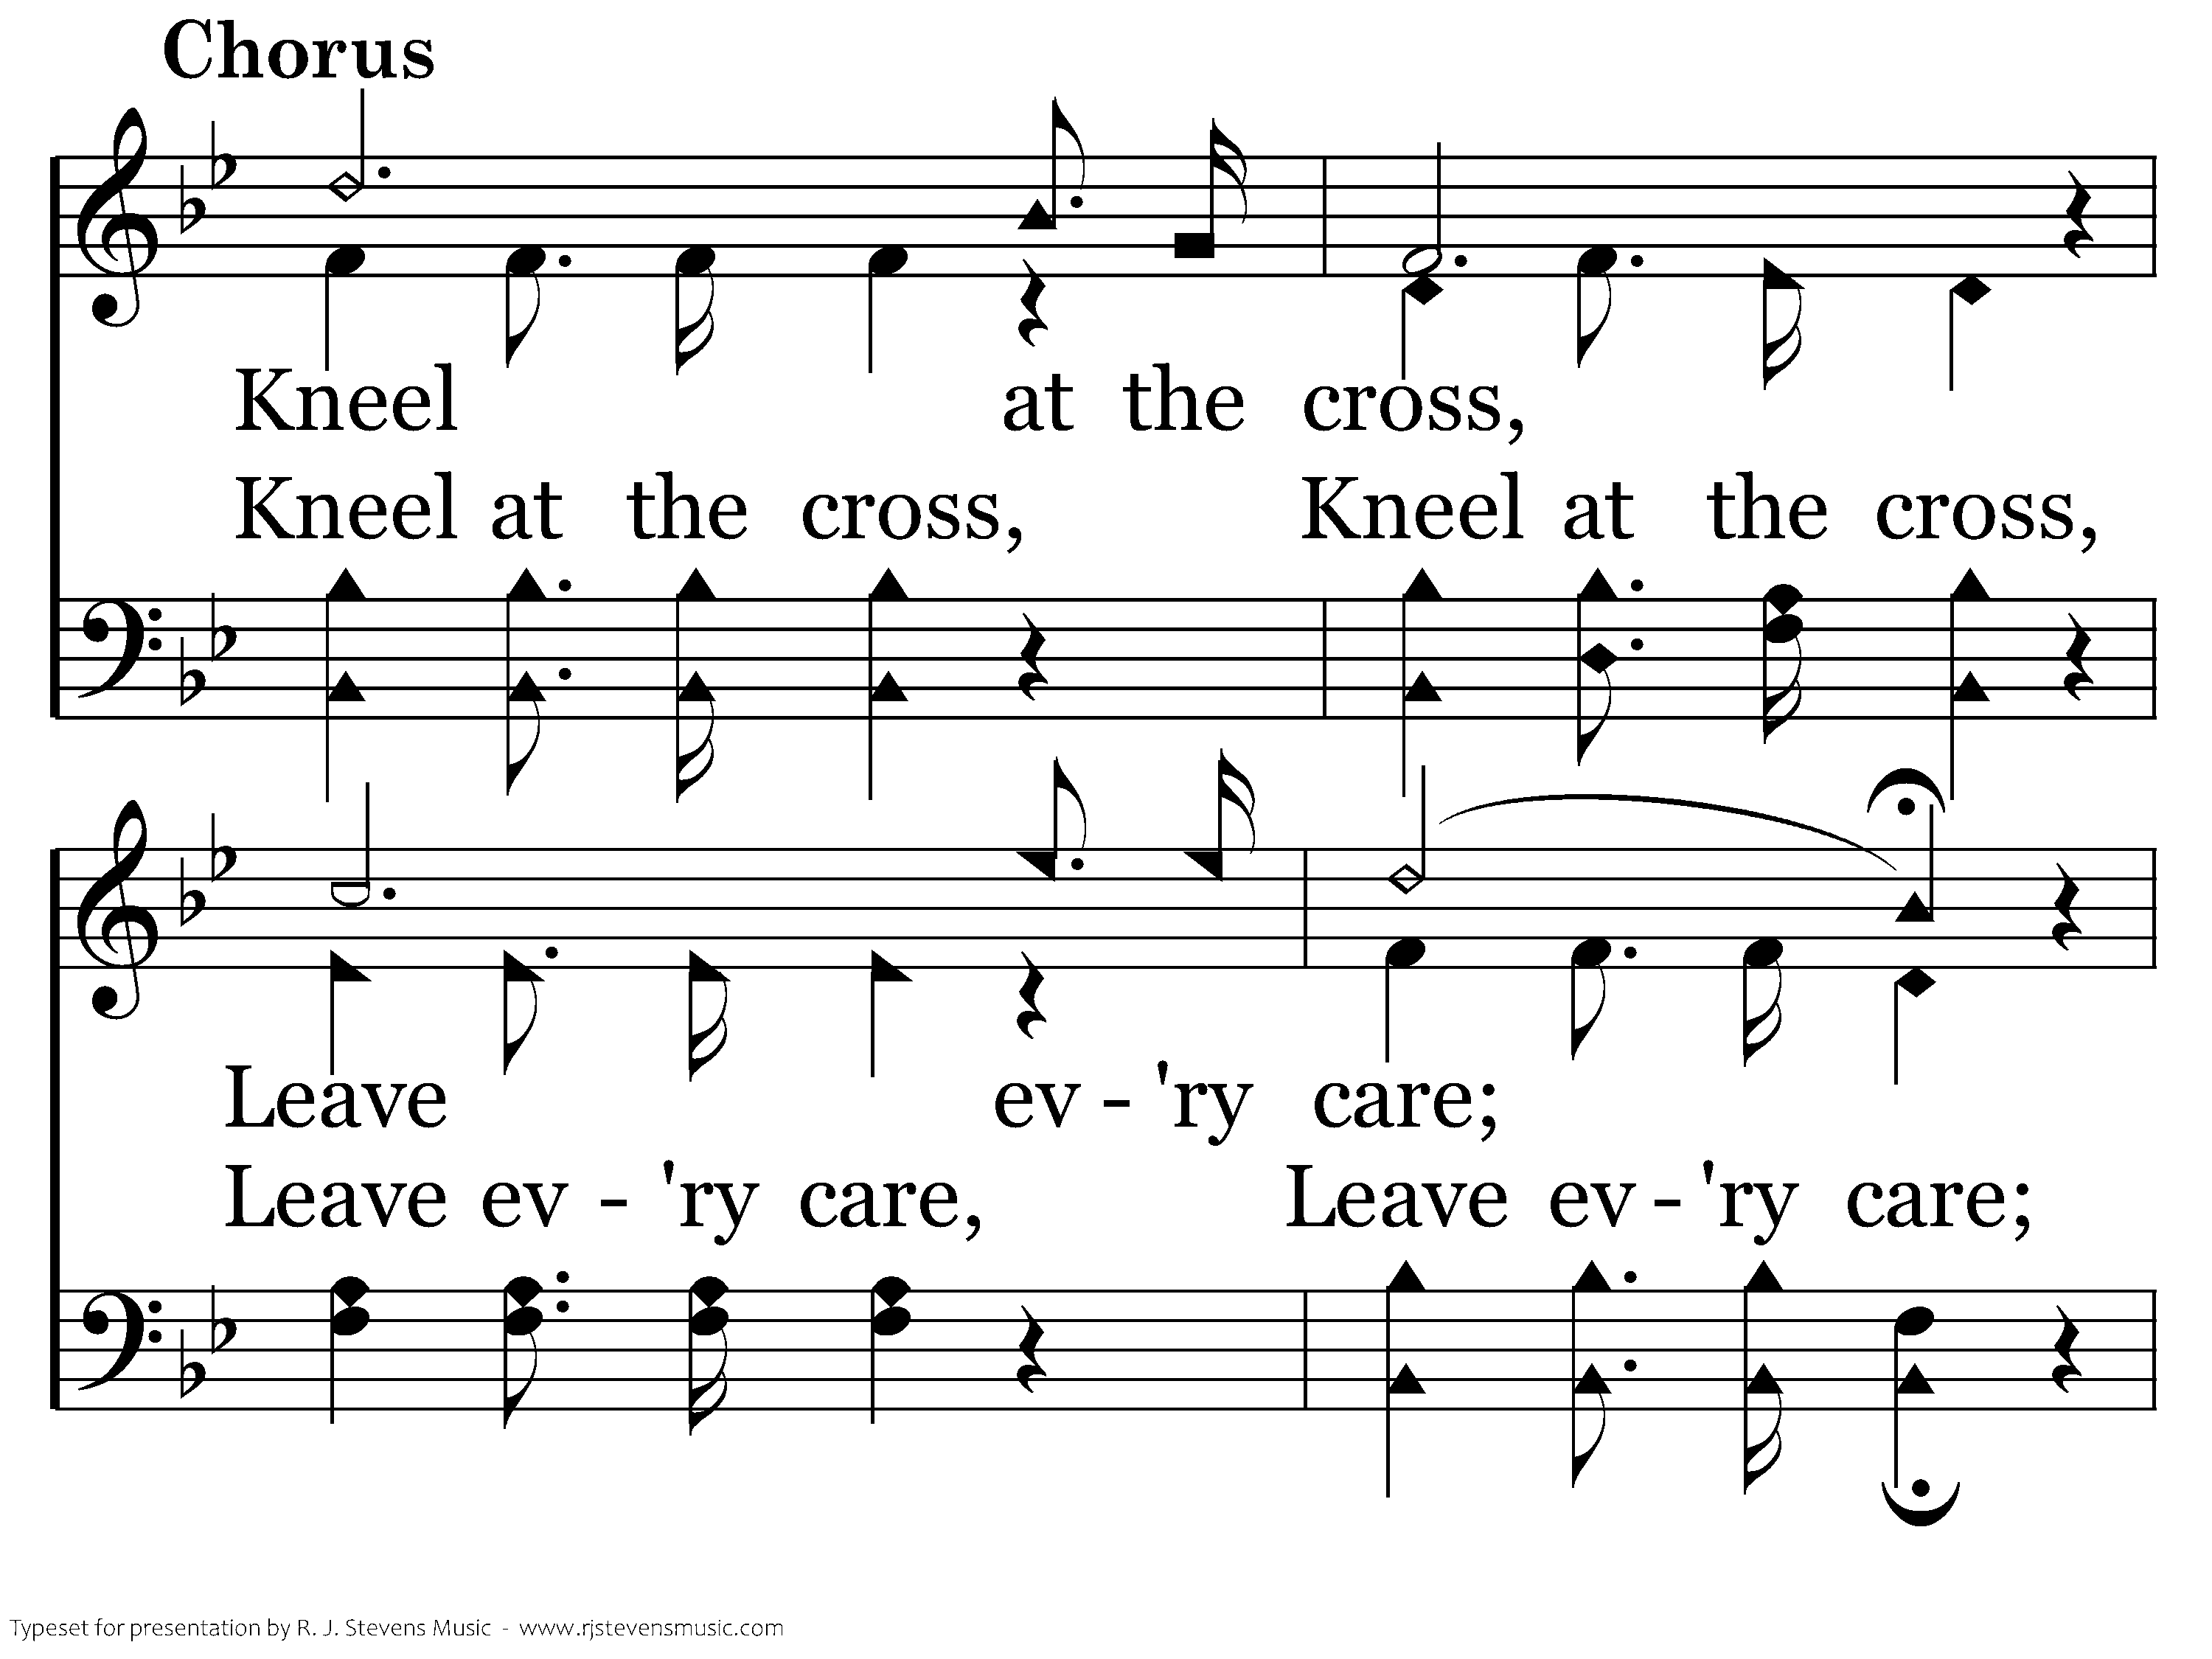 Chorus
Kneel at the cross,
Kneel at the cross, Kneel at the cross,
Leave ev - 'ry care;
Leave ev - 'ry care, Leave ev - 'ry care;
Typeset for presentation by R. J. Stevens Music - www.rjstevensmusic.com